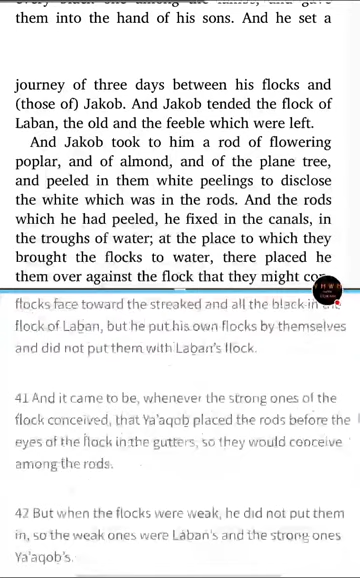 them into the hand of his sons. And he set a
journey of three days between his flocks and
(those of) Jakob. And Jakob tended the flock of
Laban, the old and the feeble which were left.
And Jakob took to him a rod of flowering
poplar, and of almond, and of the plane tree,
and peeled in them white peelings to disclose
the white which was in the rods. And the rods
which he had peeled, he fixed in the canals, in
the troughs of water; at the place to which they
brought the flocks to water, there placed he
them over against the flock that they might
flocks face toward the streaked and all the black in the
flock of Laban, but he put his own flocks by themselves
and did not put them with Laban's flock.
41 And it came to be, whenever the strong ones of the
flock conceived, that Ya'aqob placed the rods before the
eyes of the flock in the gutters, so they would conceive
among the rods.
42 But when the flocks were weak, he did not put them
in, so the weak ones were Laban's and the strong ones
Ya'aqob's.